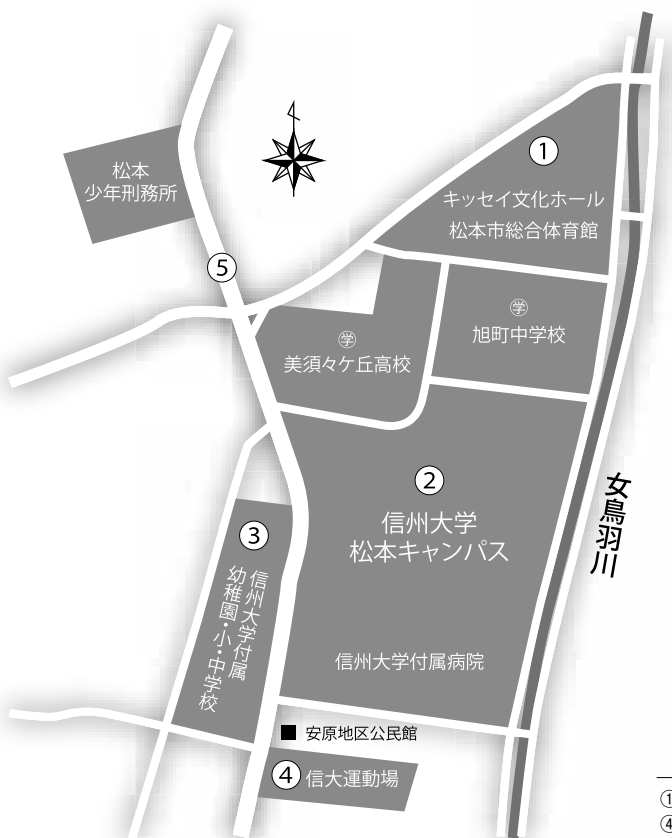 ①
キッセイ文化ホール
松本市総合体育館
松本
少年刑務所
⑤
学
旭町中学校
学
美須々ケ丘高校
②
信州大学
松本キャンパス
女鳥羽川
③
信州大学付属
幼稚園・小・中学校
信州大学付属病院
■ 安原地区公民館
④ 信大運動場
①
④